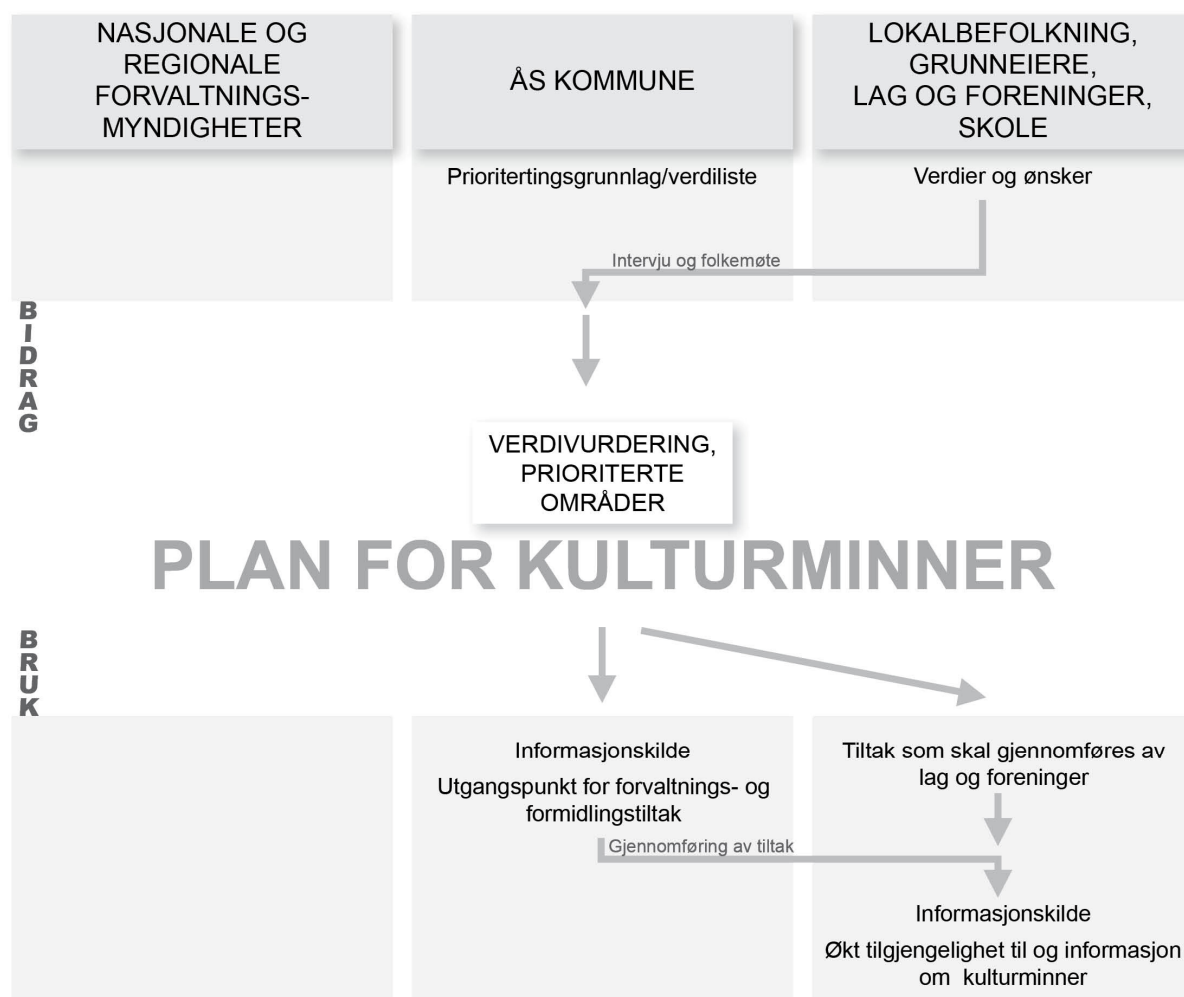 NASJONALE OG
REGIONALE
FORVALTNINGS-
MYNDIGHETER
ÅS KOMMUNE
LOKALBEFOLKNING,
GRUNNEIERE,
LAG OG FORENINGER,
SKOLE
Prioritertingsgrunnlag/verdiliste
Verdier og ønsker
Intervju og folkemøte
BIDRAG
VERDIVURDERING,
PRIORITERTE
OMRÅDER
PLAN FOR KULTURMINNER
BRUK
Informasjonskilde
Utgangspunkt for forvaltnings- og
formidlingstiltak
Tiltak som skal gjennomføres av
lag og foreninger
Gjennomføring av tiltak
Informasjonskilde
Økt tilgjengelighet til og informasjon
om kulturminner